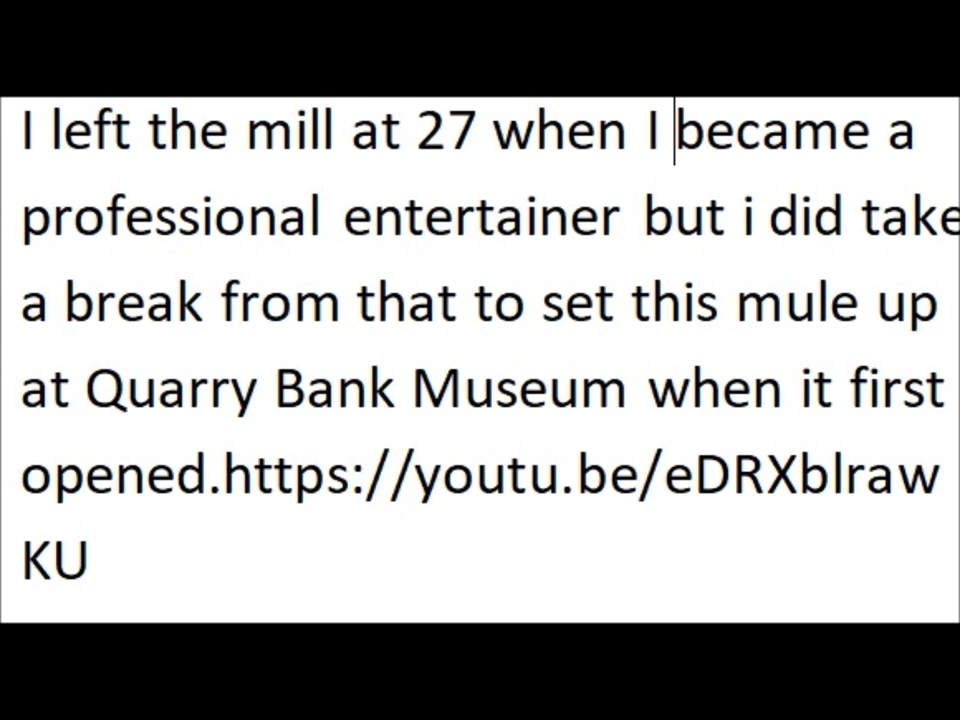 I left the mill at 27 when I became a
professional entertainer but i did take
a break from that to set this mule up
at Quarry Bank Museum when it first
opened.https://youtu.be/eDRXblraw
KU